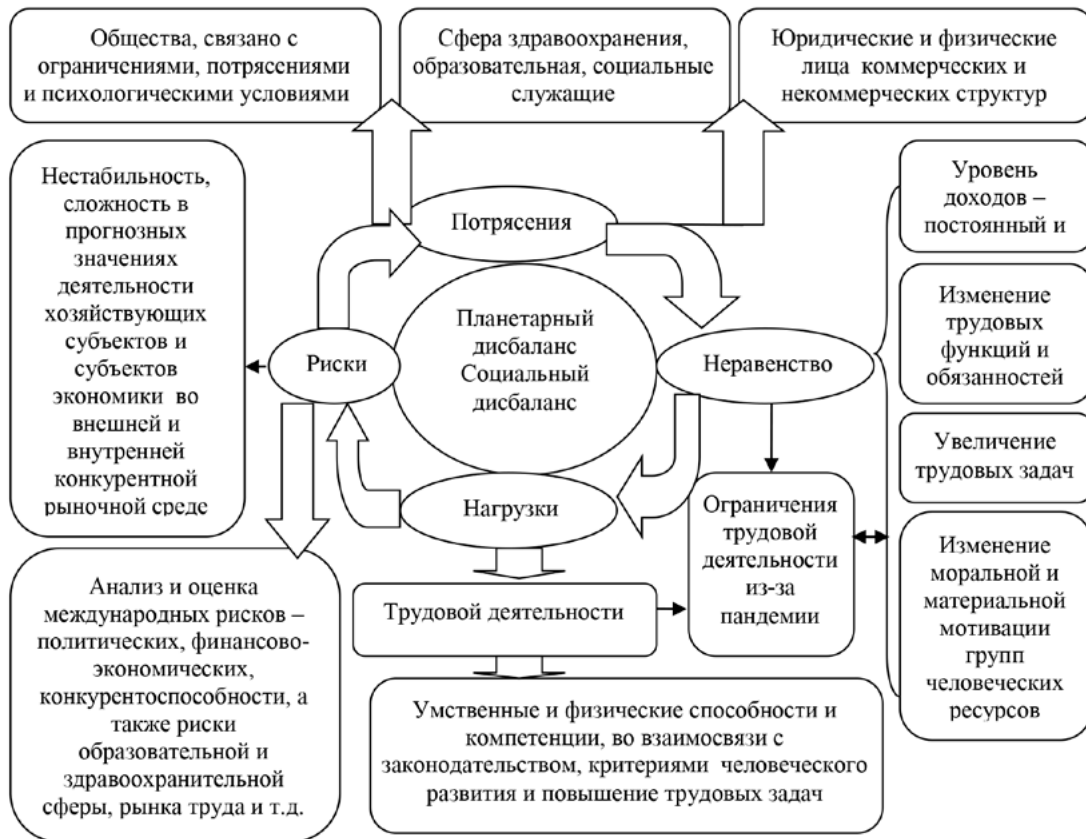 Общества, связано с
ограничениями, потрясениями
и психологическими условиями
Сфера здравоохранения,
образовательная, социальные
служащие
Юридические и физические
лица коммерческих и
некоммерческих структур
Нестабильность,
сложность в
прогнозных
значениях
деятельности
хозяйствующих
субъектов и
субъектов
экономики во
внешней и
внутренней
конкурентной
рыночной среде
Потрясения
Планетарный
дисбаланс
Социальный
дисбаланс
Риски
Неравенство
Нагрузки
Уровень
доходов –
постоянный и
Изменение
трудовых
функций и
обязанностей
Увеличение
трудовых задач
Изменение
моральной и
материальной
мотивации
групп
человеческих
ресурсов
Ограничения
трудовой
деятельности
из-за
пандемии
Трудовой деятельности
Анализ и оценка
международных рисков –
политических, финансово-
экономических,
конкурентоспособности, а
также риски
образовательной и
здравоохранительной
сферы, рынка труда и т.д.
Умственные и физические способности и
компетенции, во взаимосвязи с
законодательством, критериями человеческого
развития и повышение трудовых задач